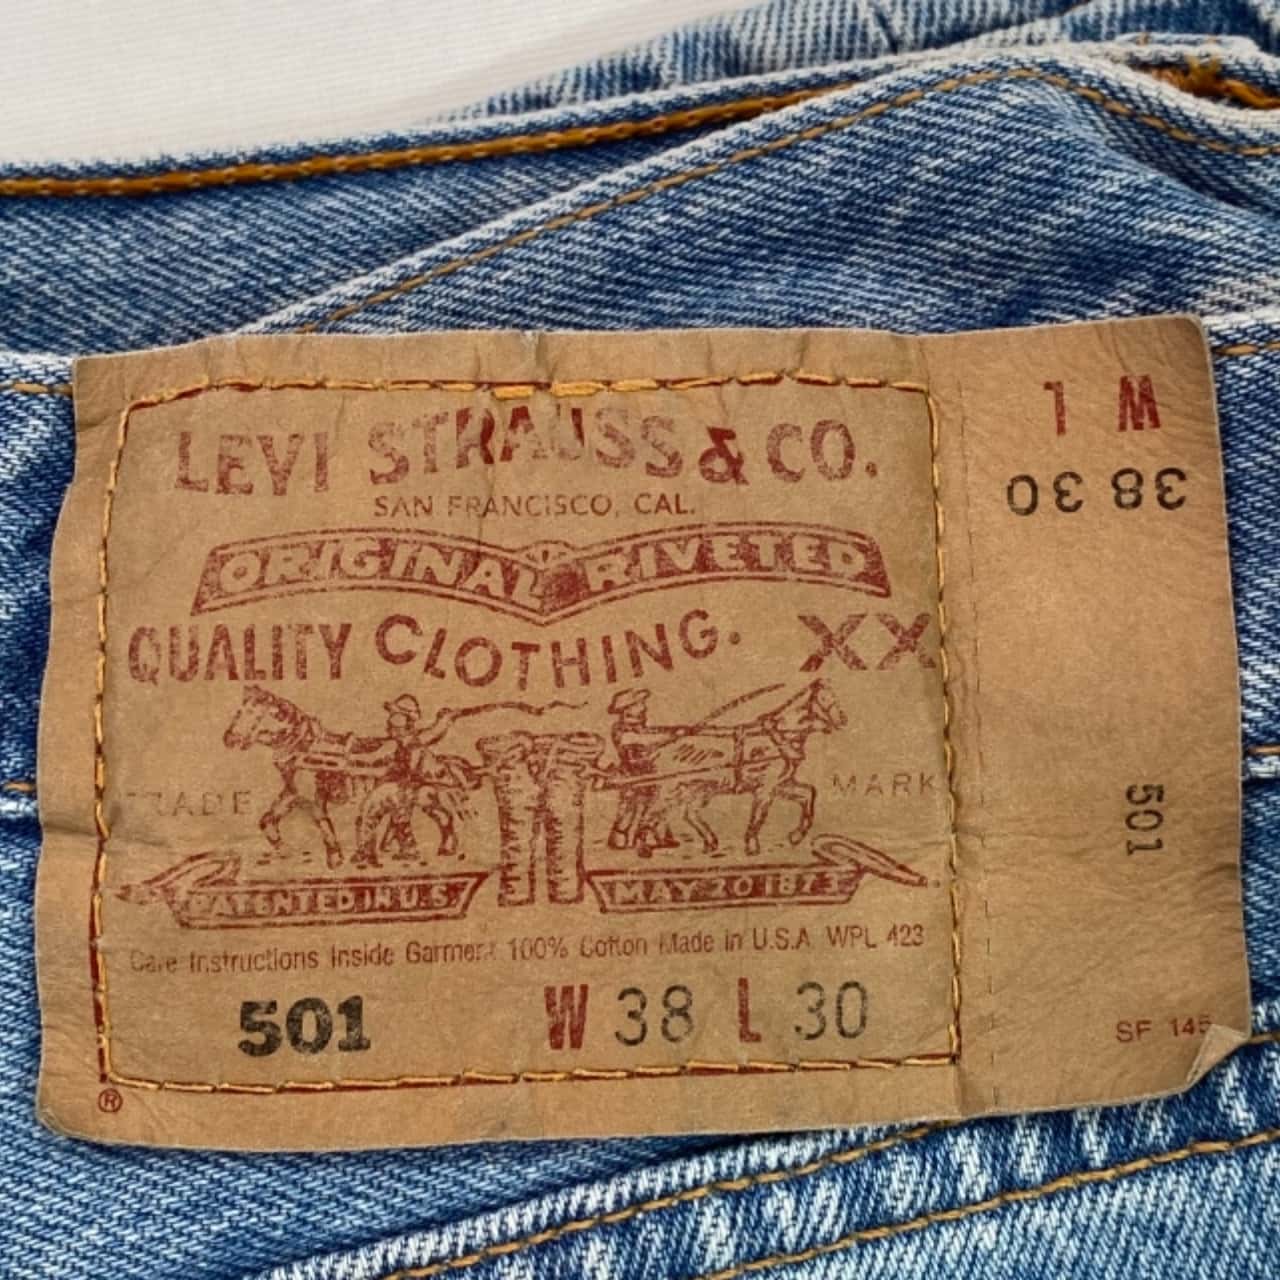 LEVI STRAUSS & CO.
SAN FRANCISCO, CAL.
ORIGINAL RIVETED
QUALITY CLOTHING. XX
TRADE MARK
PATENTED IN U.S. MAY 20 1873
Care Instructions Inside Garment 100% Cotton Made in U.S.A. WPL 423
501 W 38 L 30
®
W L
38 30
501
SF 145